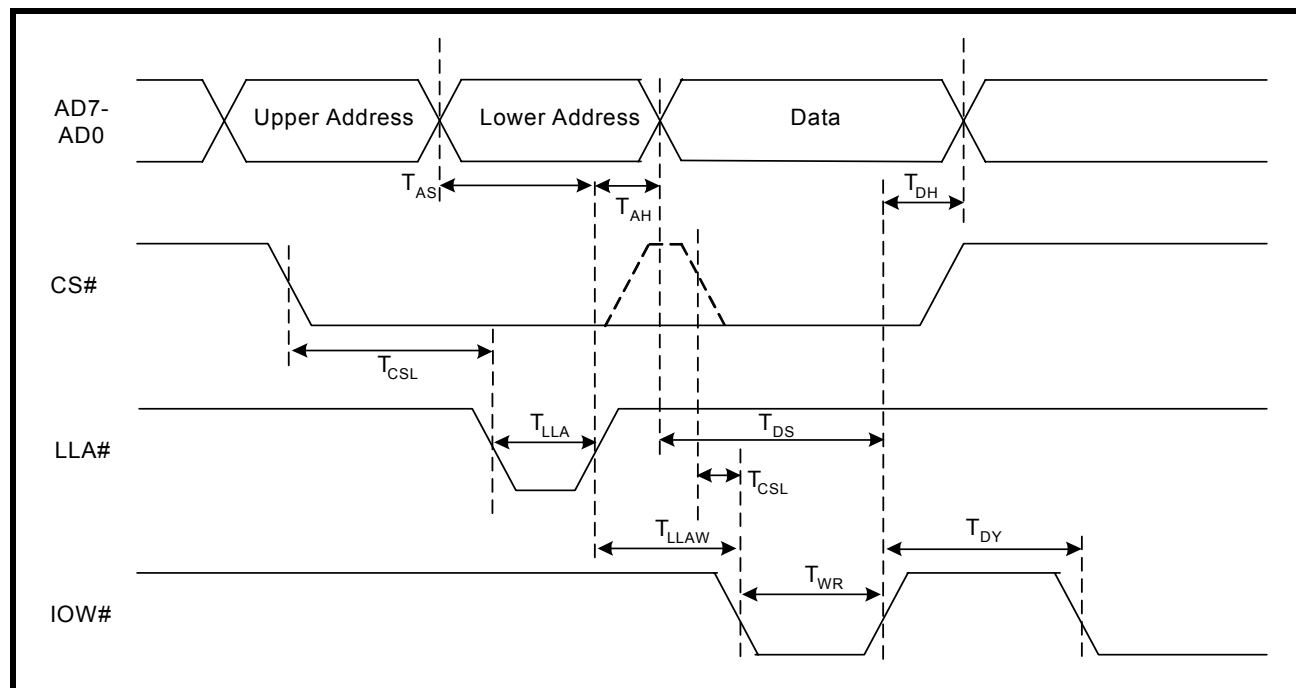 AD7-
AD0
Upper Address
Lower Address
Data
TAS
TAH
TDH
CS#
TCSL
LLA#
TLLA
TDS
TCSL
TLLAW
TDY
TWR
IOW#